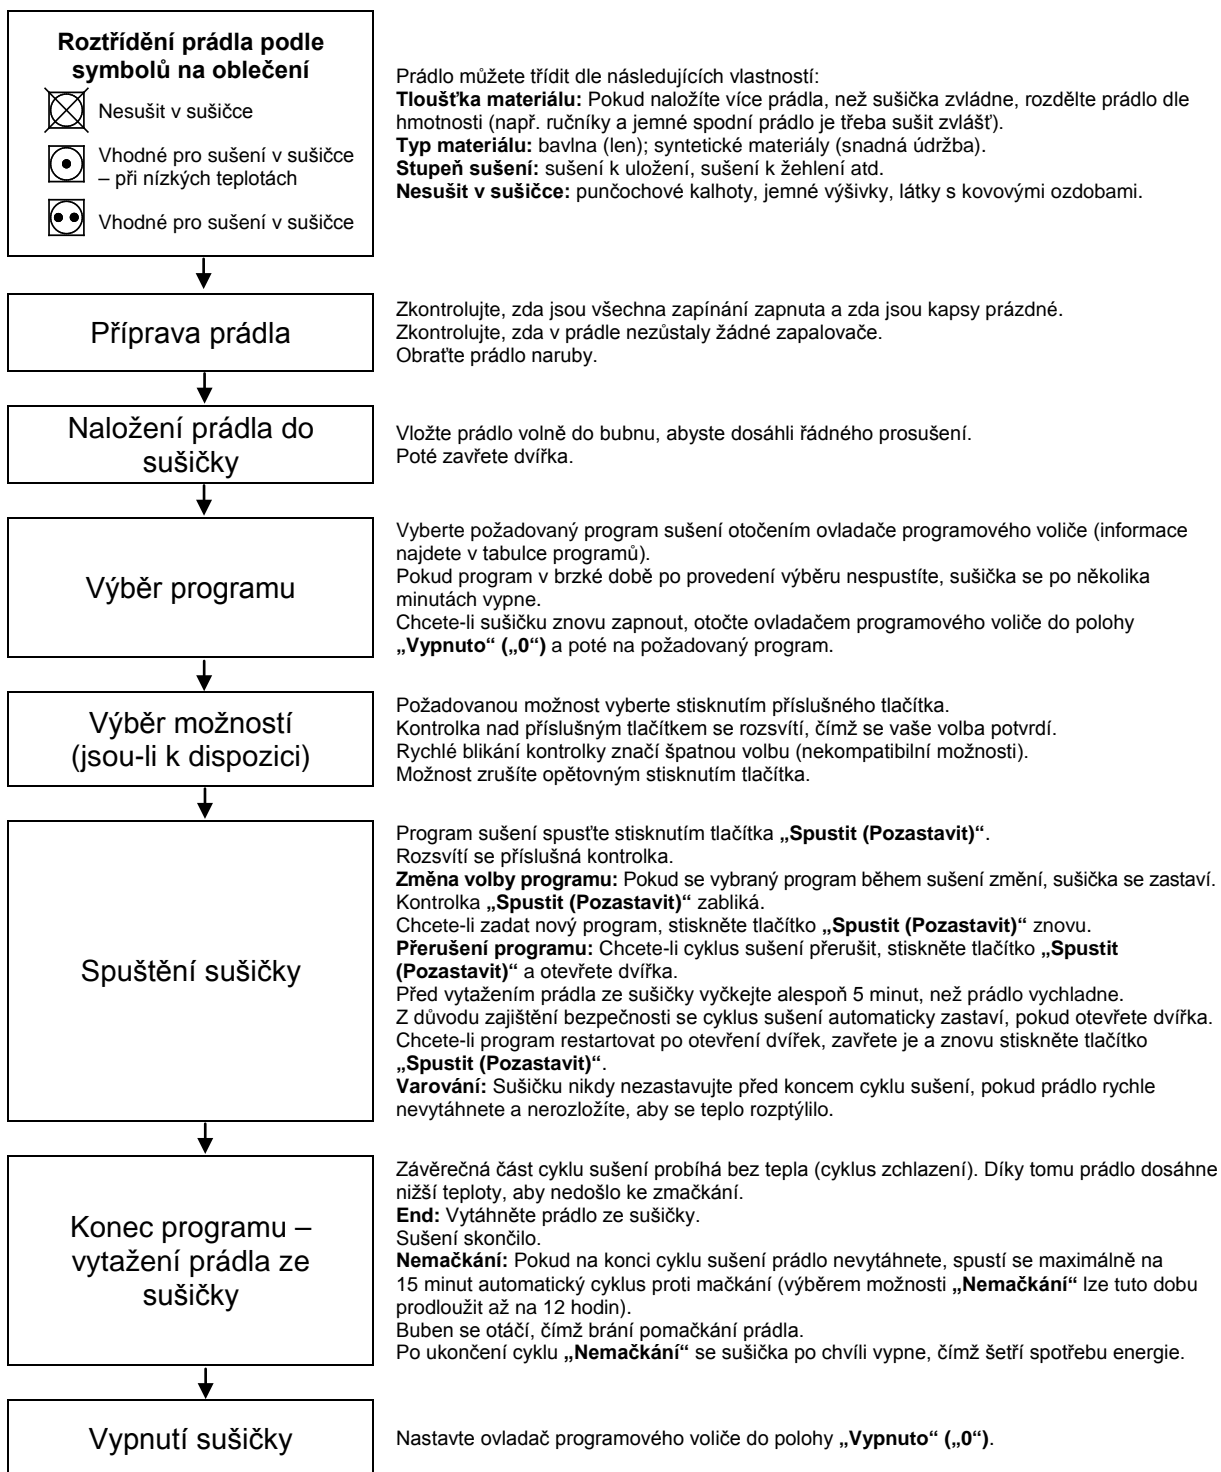 Roztřídění prádla podle
symbolů na oblečení
Nesušit v sušičce
Vhodné pro sušení v sušičce
– při nízkých teplotách
Vhodné pro sušení v sušičce
Prádlo můžete třídit dle následujících vlastností:
Tloušťka materiálu: Pokud naložíte více prádla, než sušička zvládne, rozdělte prádlo dle
hmotnosti (např. ručníky a jemné spodní prádlo je třeba sušit zvlášť).
Typ materiálu: bavlna (len); syntetické materiály (snadná údržba).
Stupeň sušení: sušení k uložení, sušení k žehlení atd.
Nesušit v sušičce: punčochové kalhoty, jemné výšivky, látky s kovovými ozdobami.
Příprava prádla
Zkontrolujte, zda jsou všechna zapínání zapnuta a zda jsou kapsy prázdné.
Zkontrolujte, zda v prádle nezůstaly žádné zapalovače.
Obraťte prádlo naruby.
Naložení prádla do
sušičky
Vložte prádlo volně do bubnu, abyste dosáhli řádného prosušení.
Poté zavřete dvířka.
Výběr programu
Vyberte požadovaný program sušení otočením ovladače programového voliče (informace
najdete v tabulce programů).
Pokud program v brzké době po provedení výběru nespustíte, sušička se po několika
minutách vypne.
Chcete-li sušičku znovu zapnout, otočte ovladačem programového voliče do polohy
„Vypnuto“ („0“) a poté na požadovaný program.
Výběr možností
(jsou-li k dispozici)
Požadovanou možnost vyberte stisknutím příslušného tlačítka.
Kontrolka nad příslušným tlačítkem se rozsvítí, čímž se vaše volba potvrdí.
Rychlé blikání kontrolky značí špatnou volbu (nekompatibilní možnosti).
Možnost zrušíte opětovným stisknutím tlačítka.
Spuštění sušičky
Program sušení spusťte stisknutím tlačítka „Spustit (Pozastavit)“.
Rozsvítí se příslušná kontrolka.
Změna volby programu: Pokud se vybraný program během sušení změní, sušička se zastaví.
Kontrolka „Spustit (Pozastavit)“ zabliká.
Chcete-li zadat nový program, stiskněte tlačítko „Spustit (Pozastavit)“ znovu.
Přerušení programu: Chcete-li cyklus sušení přerušit, stiskněte tlačítko „Spustit
(Pozastavit)“ a otevřete dvířka.
Před vytažením prádla ze sušičky vyčkejte alespoň 5 minut, než prádlo vychladne.
Z důvodu zajištění bezpečnosti se cyklus sušení automaticky zastaví, pokud otevřete dvířka.
Chcete-li program restartovat po otevření dvířek, zavřete je a znovu stiskněte tlačítko
„Spustit (Pozastavit)“.
Varování: Sušičku nikdy nezastavujte před koncem cyklu sušení, pokud prádlo rychle
nevytáhnete a nerozložíte, aby se teplo rozptýlilo.
Konec programu –
vytažení prádla ze
sušičky
Závěrečná část cyklu sušení probíhá bez tepla (cyklus zchlazení). Díky tomu prádlo dosáhne
nižší teploty, aby nedošlo ke zmačkání.
End: Vytáhněte prádlo ze sušičky.
Sušení skončilo.
Nemačkání: Pokud na konci cyklu sušení prádlo nevytáhnete, spustí se maximálně na
15 minut automatický cyklus proti mačkání (výběrem možnosti „Nemačkání“ lze tuto dobu
prodloužit až na 12 hodin).
Buben se otáčí, čímž brání pomačkání prádla.
Po ukončení cyklu „Nemačkání“ se sušička po chvíli vypne, čímž šetří spotřebu energie.
Vypnutí sušičky
Nastavte ovladač programového voliče do polohy „Vypnuto“ („0“).